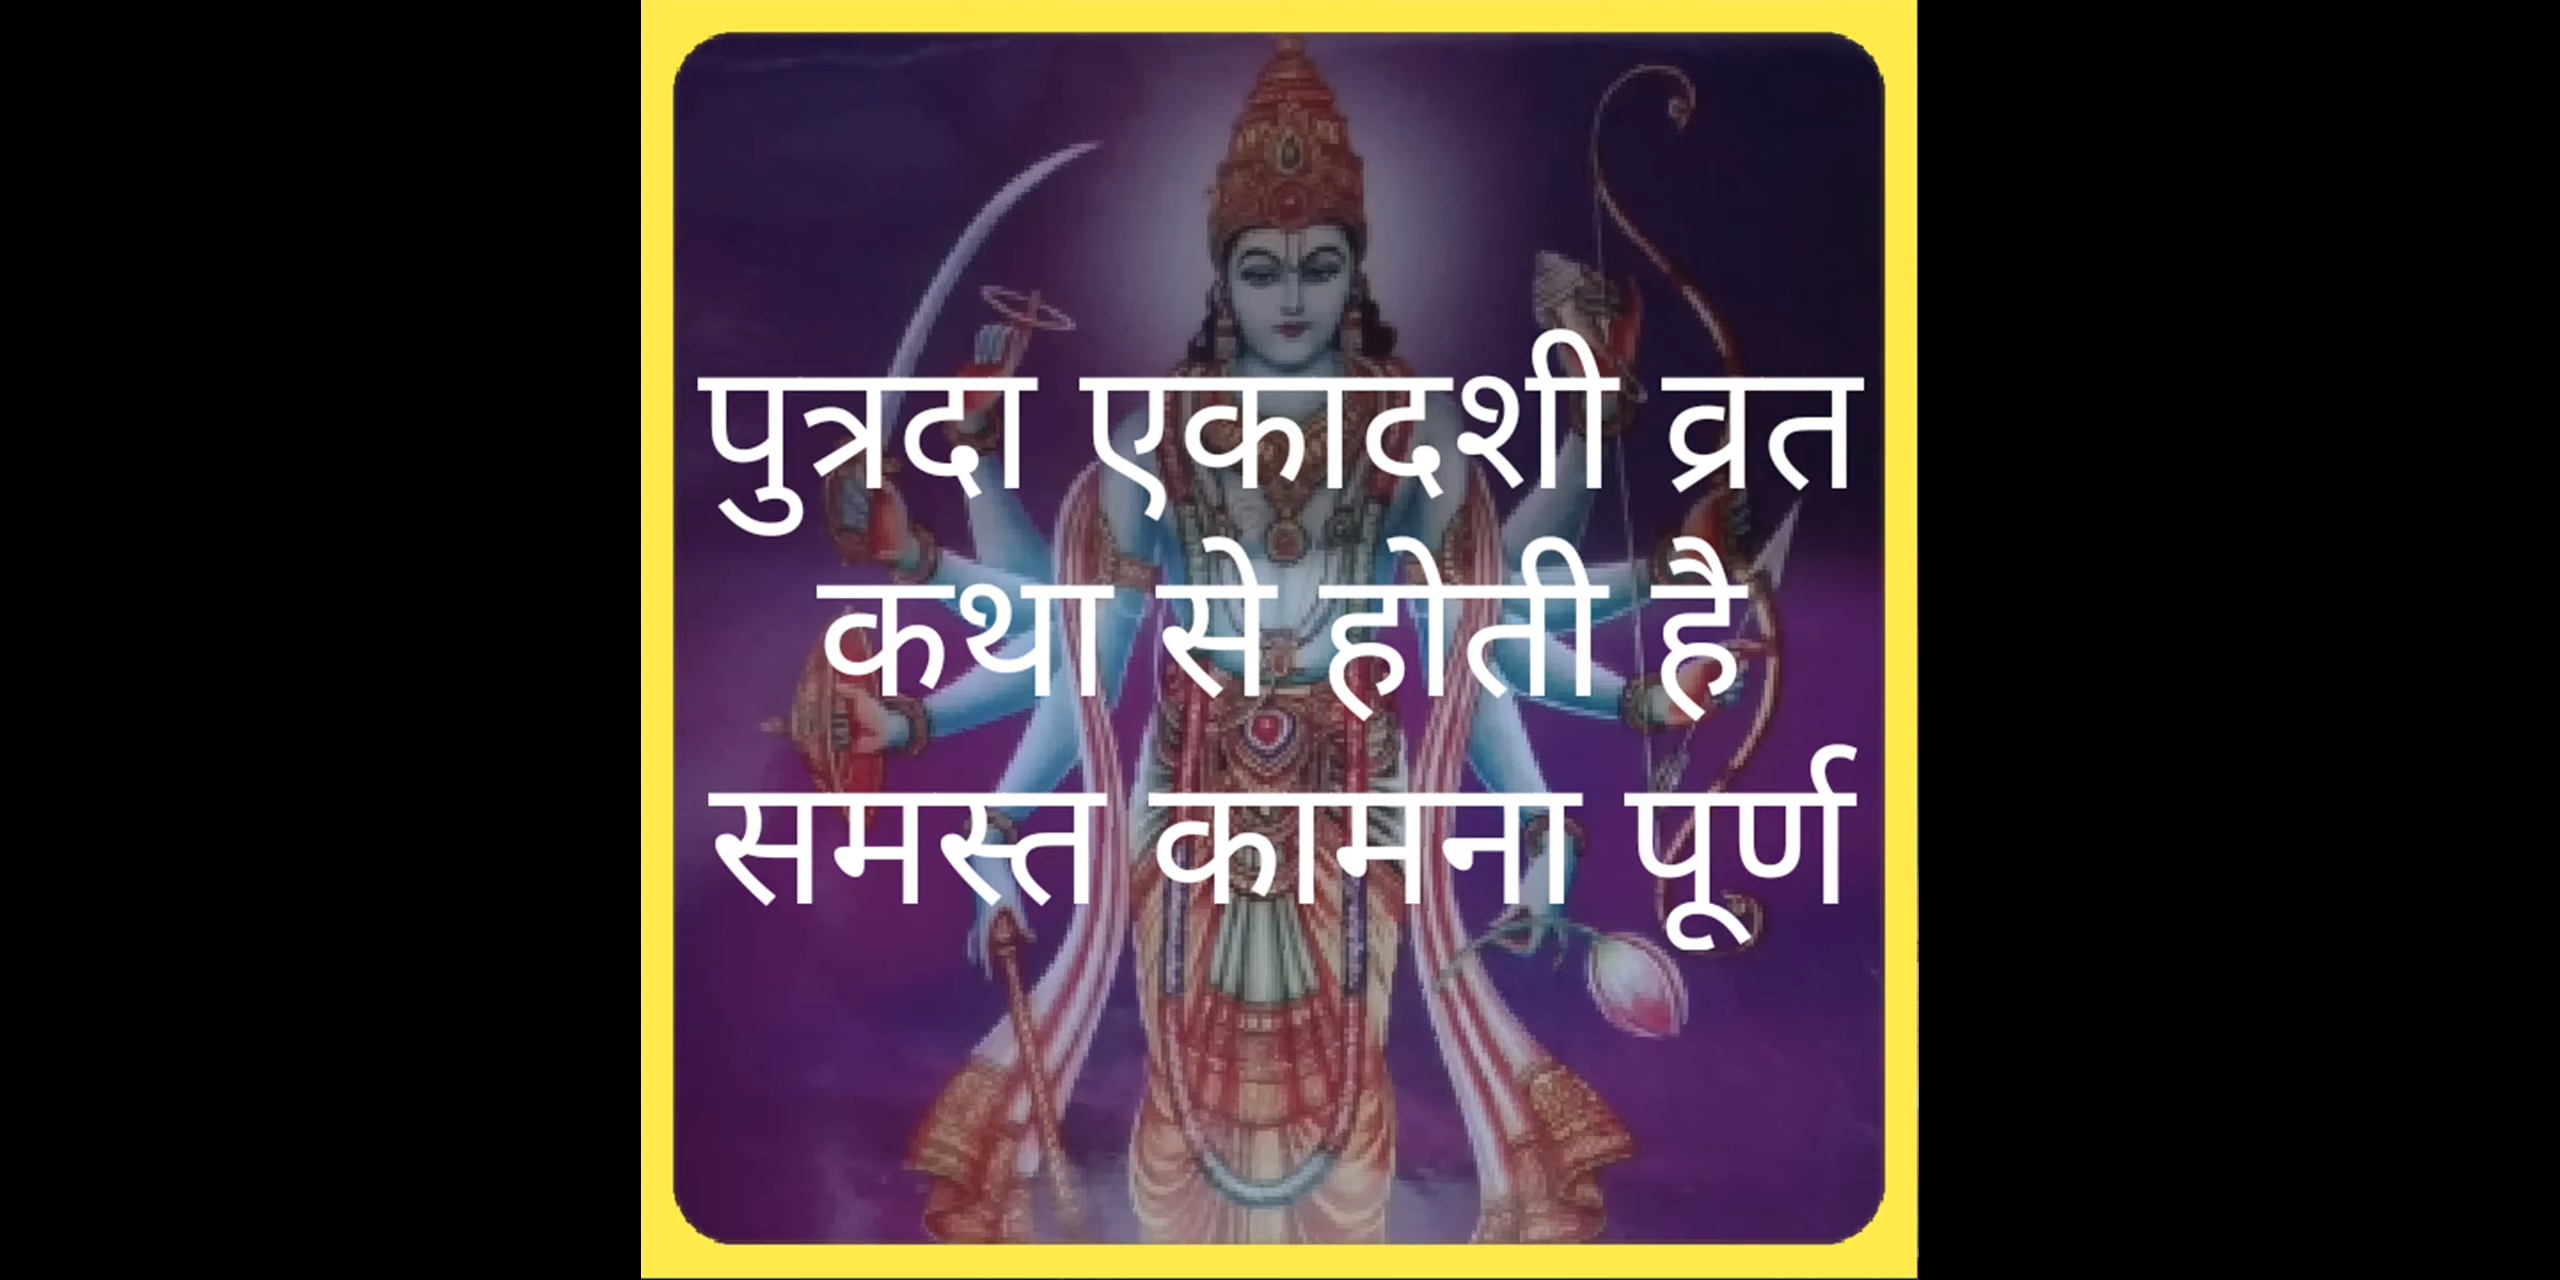 पुत्रदा एकादशी व्रत
कथा से होती है
समस्त कामना पूर्ण